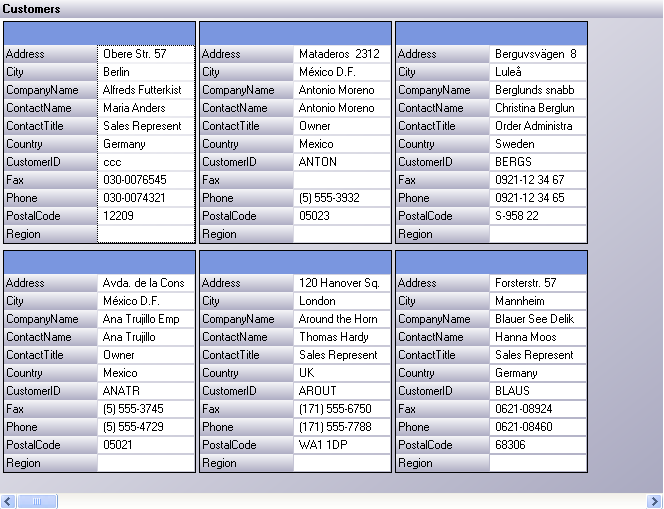 Customers
Address Obere Str. 57
City Berlin
CompanyName Alfreds Futterkist
ContactName Maria Anders
ContactTitle Sales Represent
Country Germany
CustomerID ccc
Fax 030-0076545
Phone 030-0074321
PostalCode 12209
Region
Address Mataderos 2312
City México D.F.
CompanyName Antonio Moreno
ContactName Antonio Moreno
ContactTitle Owner
Country Mexico
CustomerID ANTON
Fax
Phone (5) 555-3932
PostalCode 05023
Region
Address Berguvsvägen 8
City Luleå
CompanyName Berglunds snabb
ContactName Christina Berglun
ContactTitle Order Administra
Country Sweden
CustomerID BERGS
Fax 0921-12 34 67
Phone 0921-12 34 65
PostalCode S-958 22
Region
Address Avda. de la Cons
City México D.F.
CompanyName Ana Trujillo Emp
ContactName Ana Trujillo
ContactTitle Owner
Country Mexico
CustomerID ANATR
Fax (5) 555-3745
Phone (5) 555-4729
PostalCode 05021
Region
Address 120 Hanover Sq.
City London
CompanyName Around the Horn
ContactName Thomas Hardy
ContactTitle Sales Represent
Country UK
CustomerID AROUT
Fax (171) 555-6750
Phone (171) 555-7788
PostalCode WA1 1DP
Region
Address Forsterstr. 57
City Mannheim
CompanyName Blauer See Delik
ContactName Hanna Moos
ContactTitle Sales Represent
Country Germany
CustomerID BLAUS
Fax 0621-08924
Phone 0621-08460
PostalCode 68306
Region